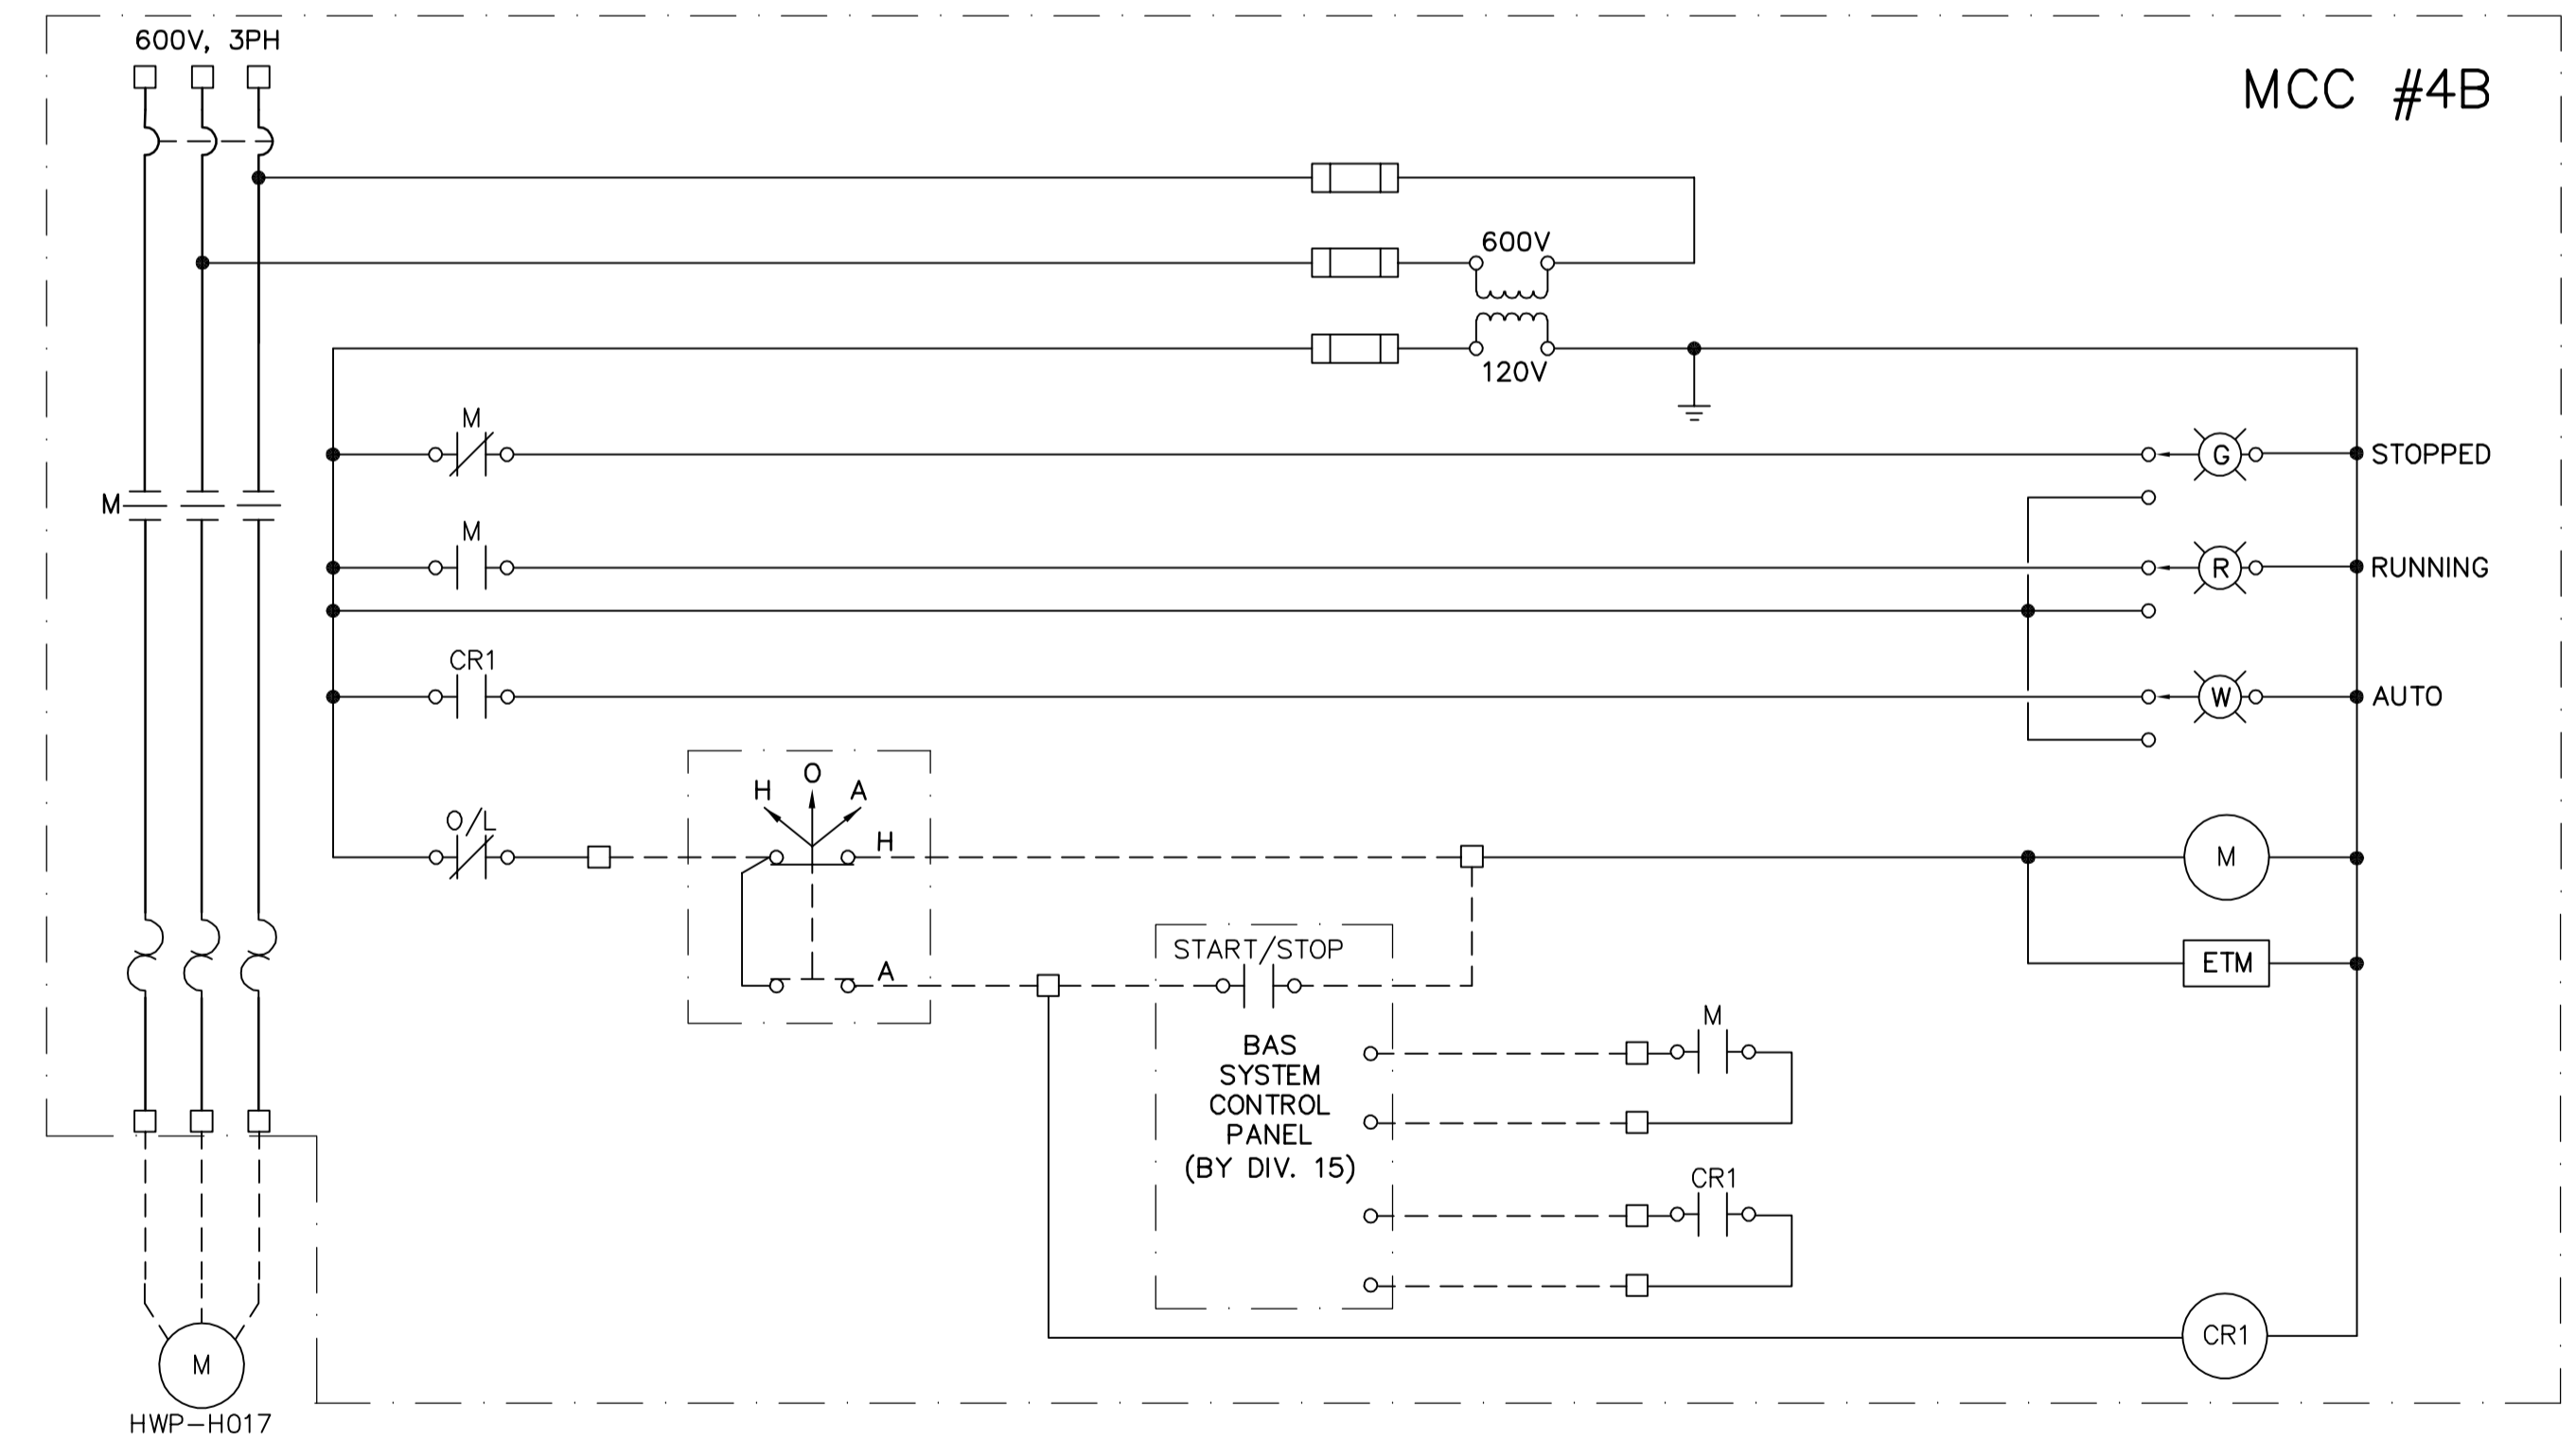 600V, 3PH
MCC #4B
600V
120V
M
G
STOPPED
M
M
R
RUNNING
CR1
W
AUTO
H
O
A
O/L
H
M
START/STOP
A
ETM
BAS
SYSTEM
CONTROL
PANEL
(BY DIV. 15)
M
CR1
CR1
M
HWP-H017